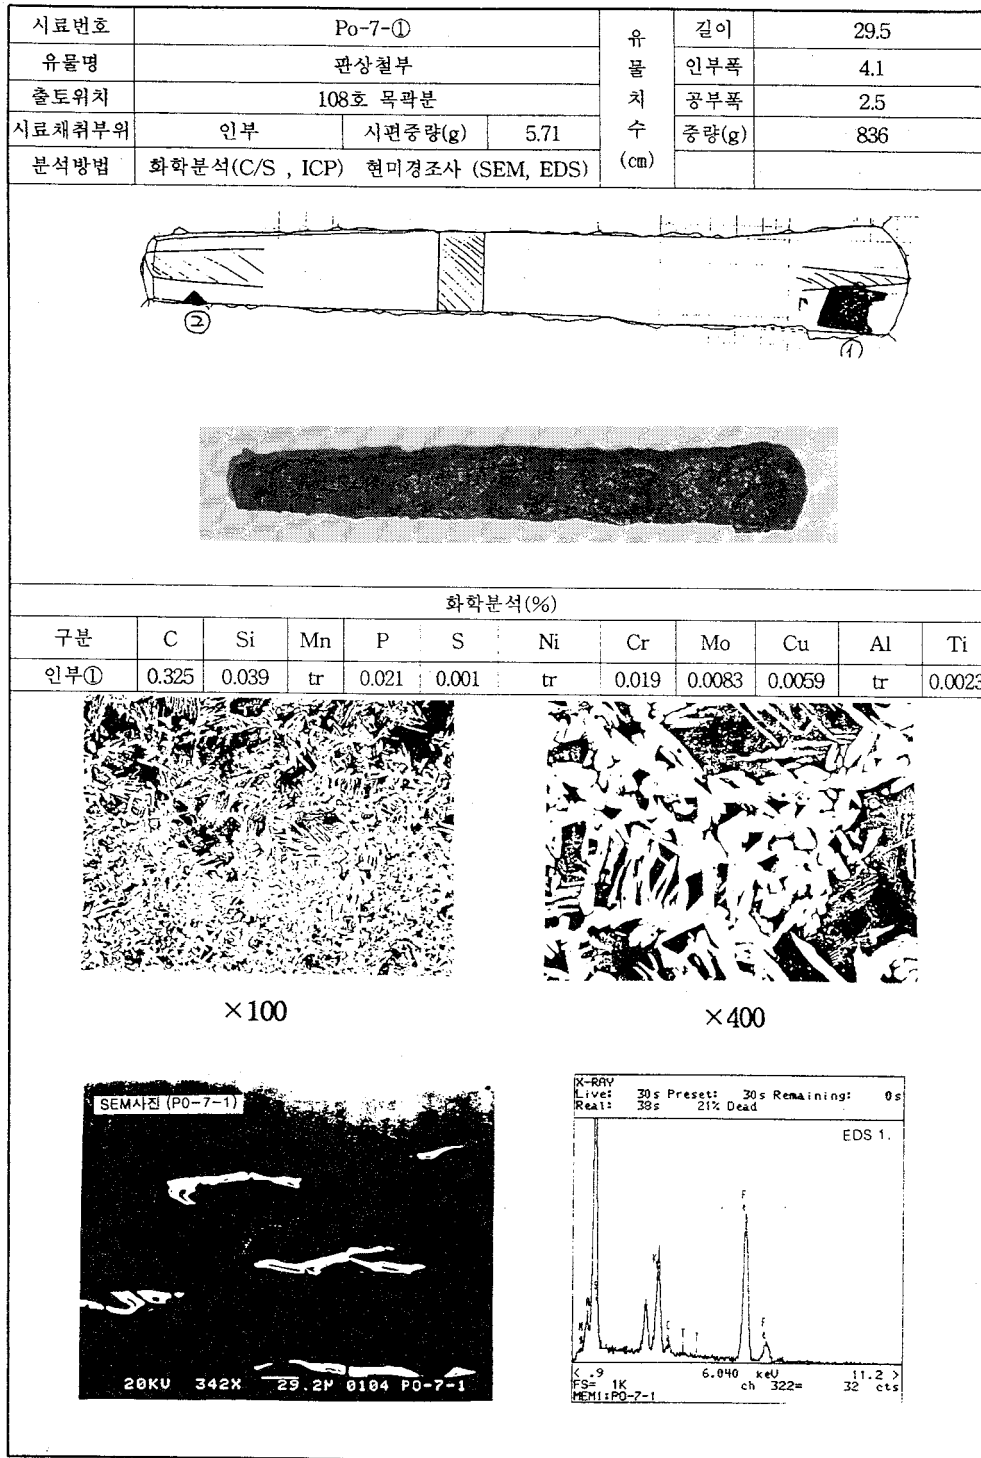 시료번호 Po-7-① 유물치수(cm) 길이 29.5
유물명 판상철부 인부폭 4.1
출토위치 108호 목곽분 공부폭 2.5
시료채취부위 인부 시편중량(g) 5.71 중량(g) 836
분석방법 화학분석(C/S , ICP) 현미경조사 (SEM, EDS)
②
①
화학분석(%)
구분 C Si Mn P S Ni Cr Mo Cu Al Ti
인부① 0.325 0.039 tr 0.021 0.001 tr 0.019 0.0083 0.0059 tr 0.0023
×100
×400
SEM사진 (PO-7-1)
20KV 342X 29.2μ 0104 PO-7-1
X-RAY
Live: 30s Preset: 30s Remaining: 0s
Real: 38s 21% Dead
EDS 1.
< .9 6.040 keV 11.2 >
FS= 1K ch 322= 32 cts
MEM1:PO-7-1